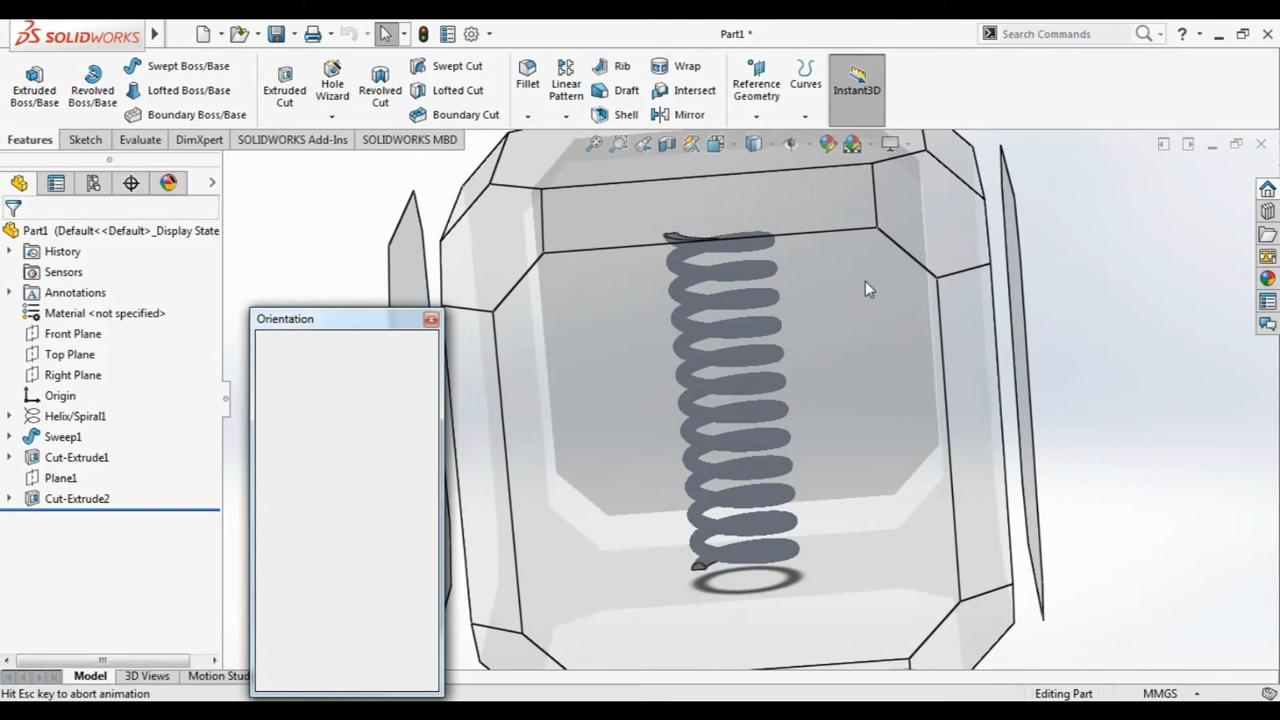 SOLIDWORKS
Part1 *
Search Commands
Extruded Boss/Base
Revolved Boss/Base
Swept Boss/Base
Lofted Boss/Base
Boundary Boss/Base
Extruded Cut
Hole Wizard
Revolved Cut
Swept Cut
Lofted Cut
Boundary Cut
Fillet
Linear Pattern
Rib
Draft
Shell
Wrap
Intersect
Mirror
Reference Geometry
Curves
Instant3D
Features
Sketch
Evaluate
DimXpert
SOLIDWORKS Add-Ins
SOLIDWORKS MBD
Part1 (Default<<Default>_Display State
History
Sensors
Annotations
Material <not specified>
Front Plane
Top Plane
Right Plane
Origin
Helix/Spiral1
Sweep1
Cut-Extrude1
Plane1
Cut-Extrude2
Orientation
Model
3D Views
Motion Stu
Hit Esc key to abort animation
Editing Part
MMGS